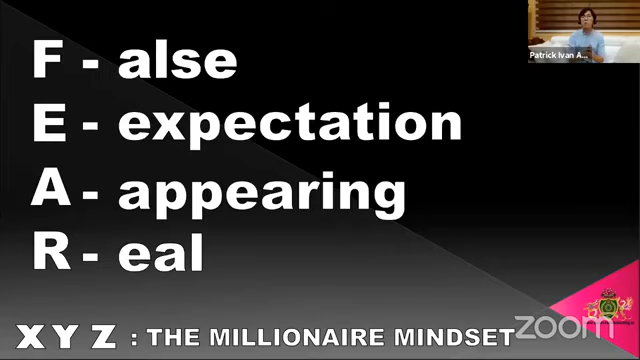 Patrick Ivan A...
F - alse
E - expectation
A - appearing
R - eal
X Y Z : THE MILLIONAIRE MINDSET
zoom